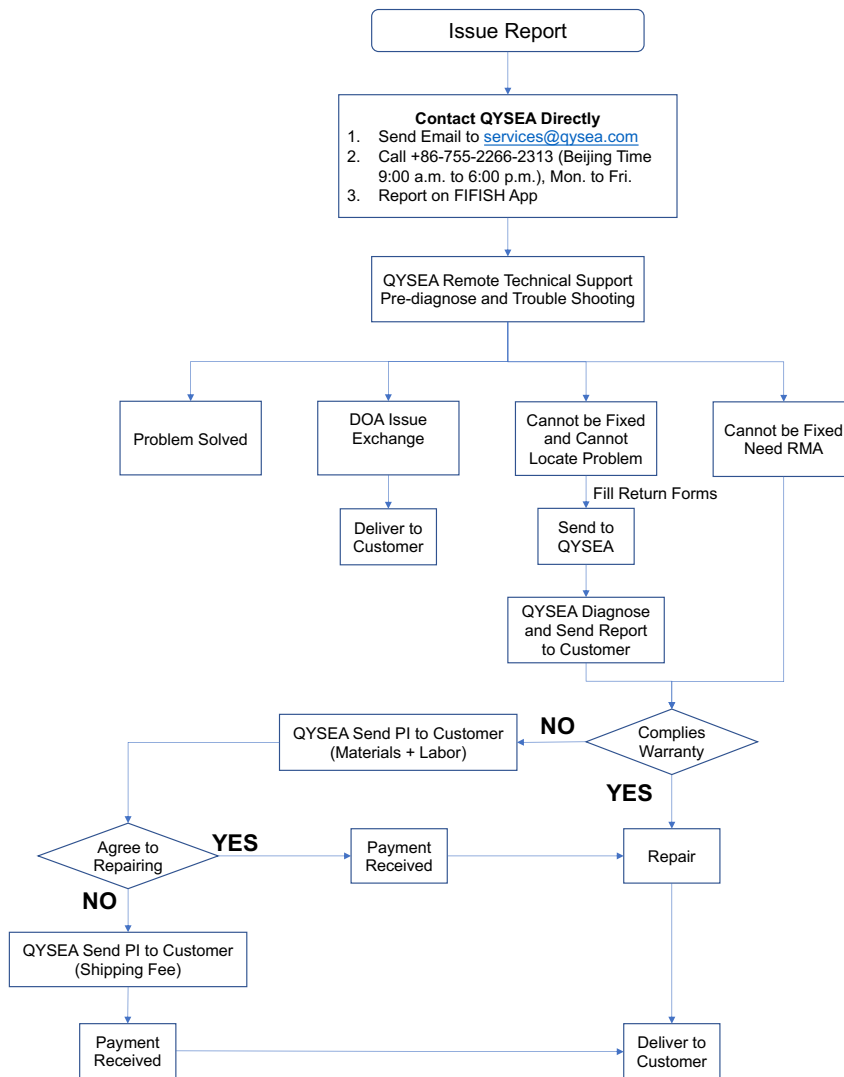 Issue Report
Contact QYSEA Directly
1. Send Email to services@qysea.com
2. Call +86-755-2266-2313 (Beijing Time
9:00 a.m. to 6:00 p.m.), Mon. to Fri.
3. Report on FIFISH App
QYSEA Remote Technical Support
Pre-diagnose and Trouble Shooting
Problem Solved
DOA Issue
Exchange
Cannot be Fixed
and Cannot
Locate Problem
Cannot be Fixed
Need RMA
Fill Return Forms
Deliver to
Customer
Send to
QYSEA
QYSEA Diagnose
and Send Report
to Customer
Complies
Warranty
NO
QYSEA Send PI to Customer
(Materials + Labor)
YES
Agree to
Repairing
YES
Payment
Received
Repair
NO
QYSEA Send PI to Customer
(Shipping Fee)
Payment
Received
Deliver to
Customer